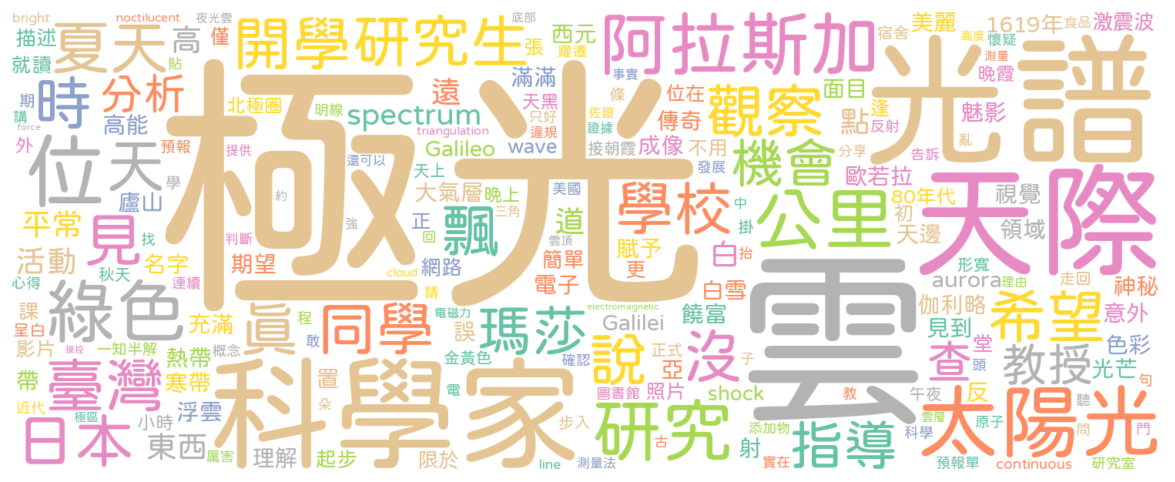 bright
noctilucent
夜光雲
底部
描述
夏天
高
僅
開學研究生
張
西元
躍遷
阿拉斯加
宿舍
美麗
1619年
食品
激震波
就讀
貼
懷疑
高度
測量
晚霞
時
分析
期
講
高能
預報
外
北極圈
明線
spectrum
遠
滿滿
天黑
只好
違規
事實
條
佐證
證據
位在
傳奇
觀察
面目
點
逢
反射
光譜
魅影
亂
force
提供
triangulation
Galileo
wave
接朝霞
成像
不用
發展
分享
告訴
位
天
學
還可以
極光
約
強
天上
大氣層
晚上
三角
美國
學校
機會
歐若拉
80年代
視覺
天際
廬山
平常
見
找
判斷
正
回
飄
道
雲頂
簡單
賦予
更
白
中
掛
抬
公里
初
天邊
領域
活動
名字
秋天
連續
期望
網路
cloud
請
電子
白雪
形寬
aurora
理由
走回
神秘
心得
綠色
課
呈白
充滿
真
程
敢
同學
電磁力
誤
瑪莎
electromagnetic
Galilei
饒富
雲
伽利略
希望
見到
意外
影片
操控
一知半解
概念
熱帶
寒帶
置
金黃色
確認
說
正式
亞
子
沒
查
堂
頭
教授
色彩
光芒
句
帶
臺灣
科學家
朵
電
圖書館
照片
shock
教
反
午夜
聽
近代
極區
浮雲
小時
步入
研究
古
添加物
射
指導
雲層
科學
原子
太陽光
問
門
日本
東西
厲害
理解
起步
限於
line
測量法
實在
預報單
continuous
研究室